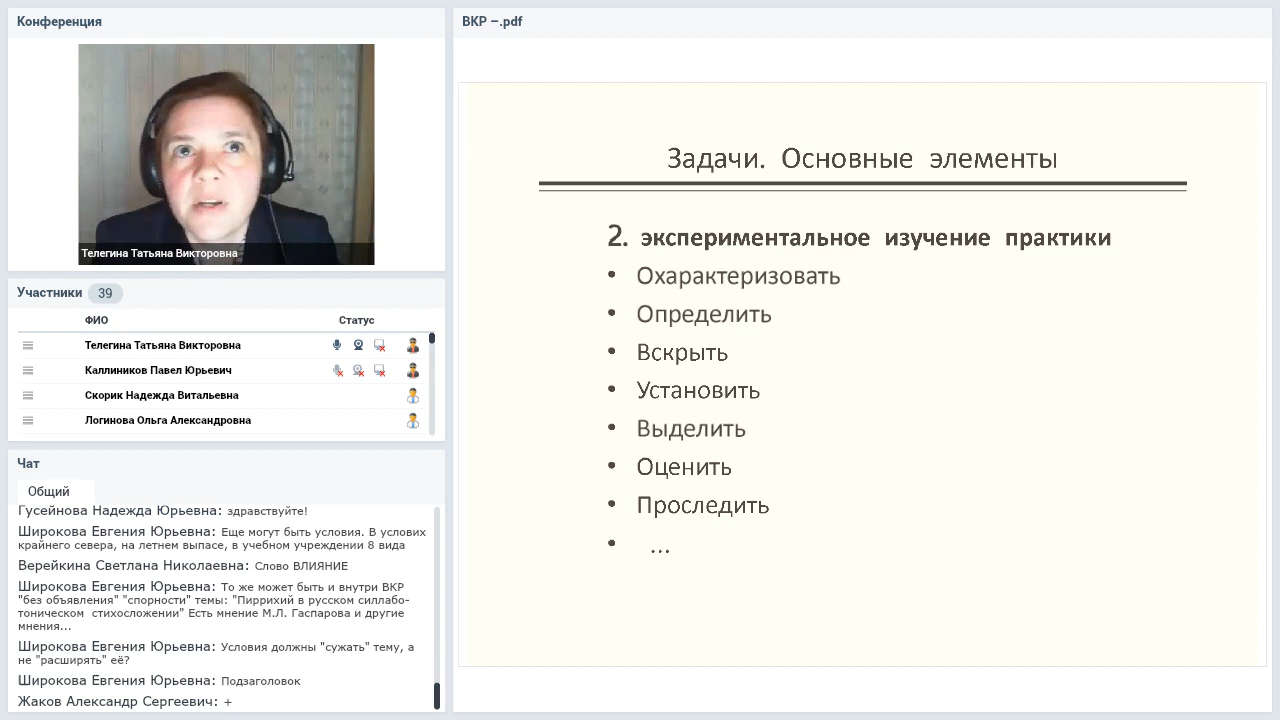 Конференция
Телегина Татьяна Викторовна
Участники 39
ФИО Статус
Телегина Татьяна Викторовна
Каллиников Павел Юрьевич
Скорик Надежда Витальевна
Логинова Ольга Александровна
Чат
Общий
Гусейнова Надежда Юрьевна: здравствуйте!
Широкова Евгения Юрьевна: Еще могут быть условия. В услових
крайнего севера, на летнем выпасе, в учебном учреждении 8 вида
Верейкина Светлана Николаевна: Слово ВЛИЯНИЕ
Широкова Евгения Юрьевна: То же может быть и внутри ВКР
"без объявления" "спорности" темы: "Пиррихий в русском силлабо-
тоническом стихосложении" Есть мнение М.Л. Гаспарова и другие
мнения...
Широкова Евгения Юрьевна: Условия должны "сужать" тему, а
не "расширять" её?
Широкова Евгения Юрьевна: Подзаголовок
Жаков Александр Сергеевич: +
ВКР –.pdf
Задачи. Основные элементы
2. экспериментальное изучение практики
• Охарактеризовать
• Определить
• Вскрыть
• Установить
• Выделить
• Оценить
• Проследить
• ...